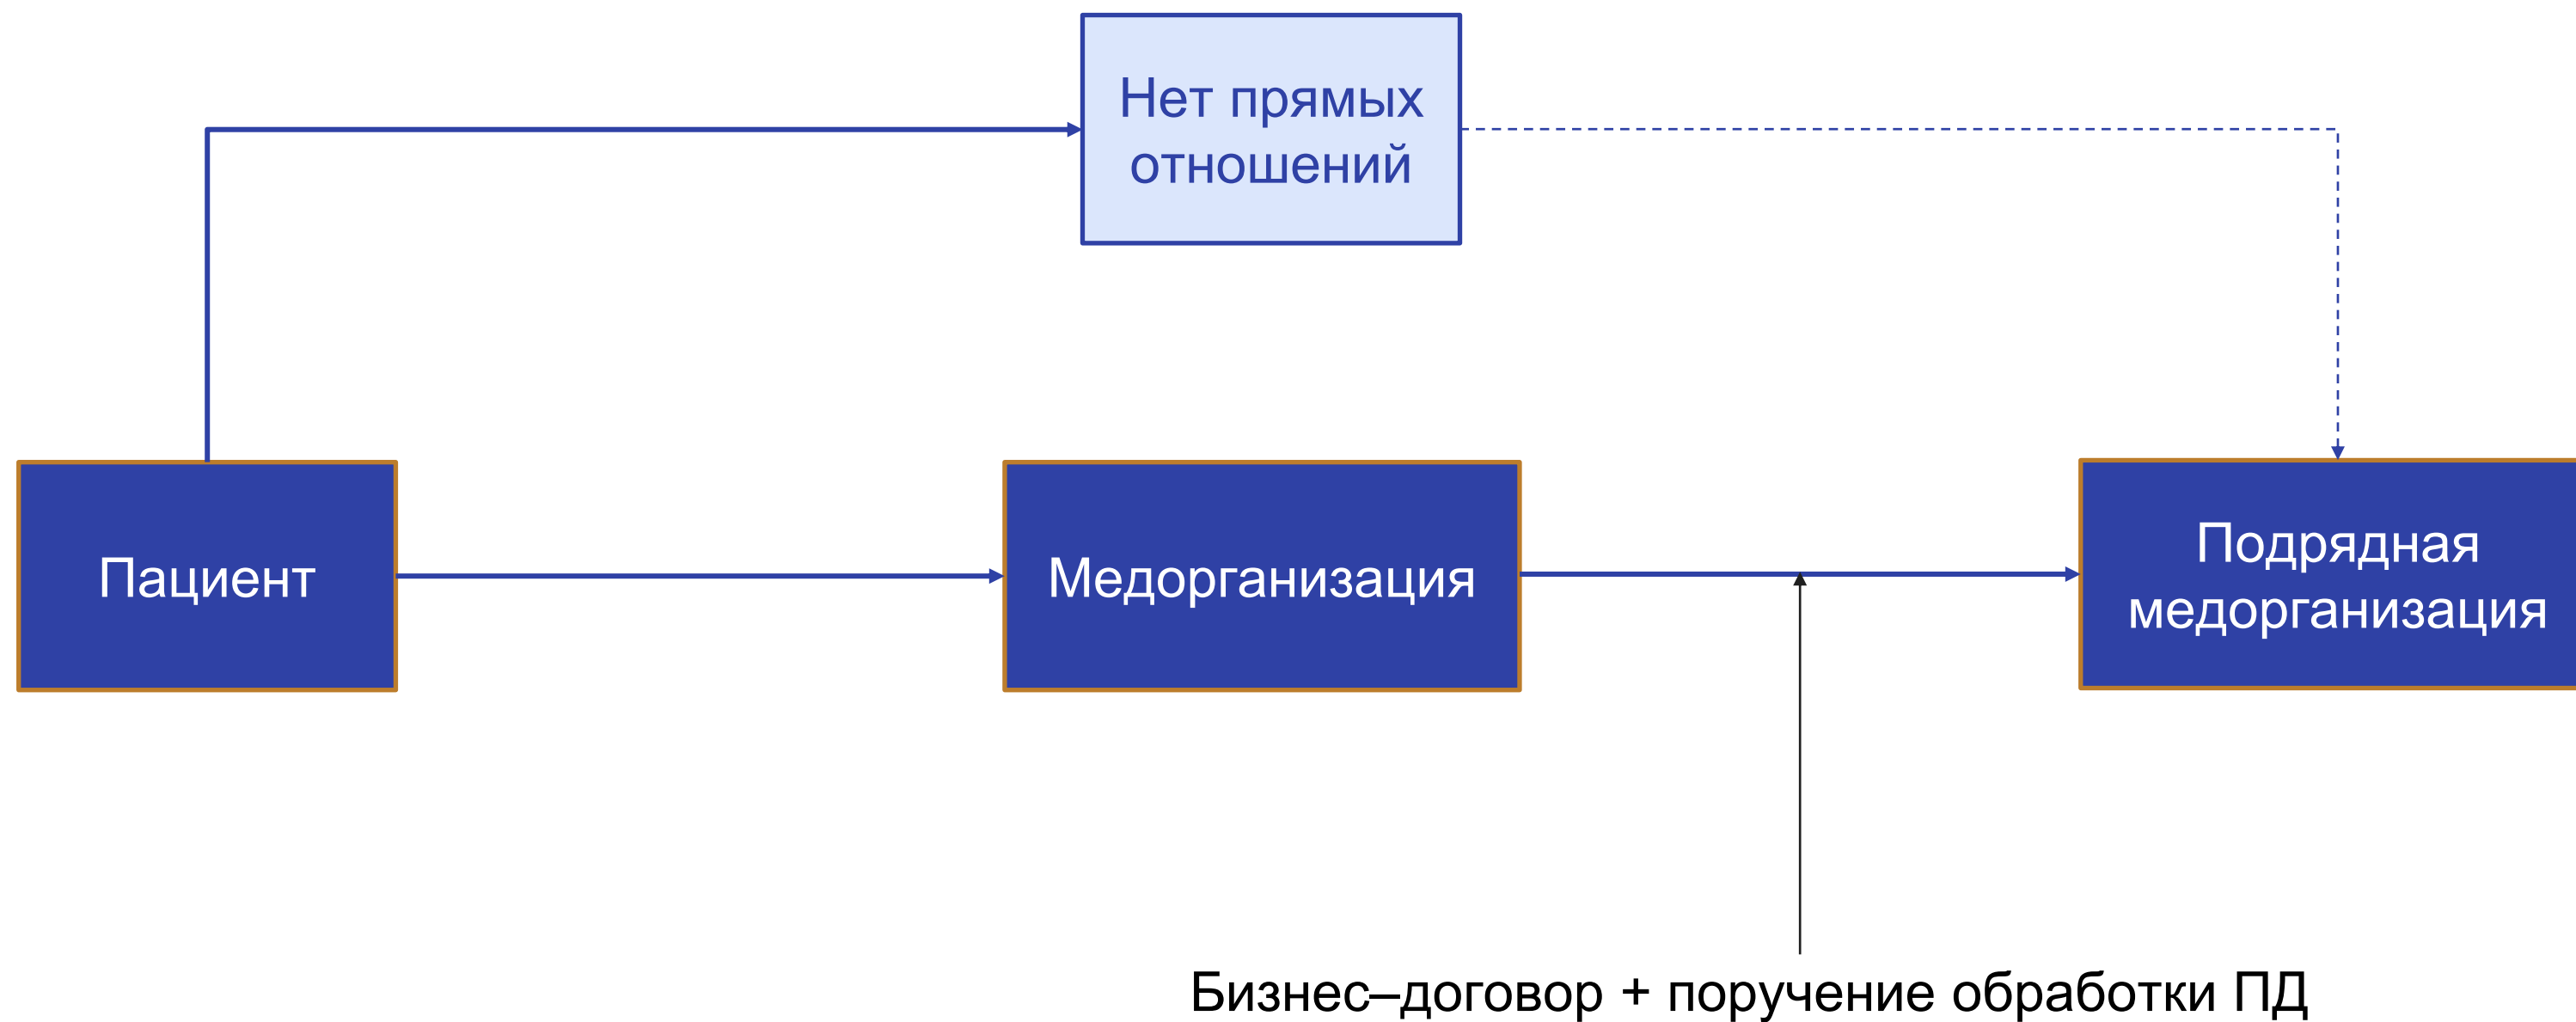 Нет прямых
отношений
Пациент
Медорганизация
Подрядная
медорганизация
Бизнес–договор + поручение обработки ПД